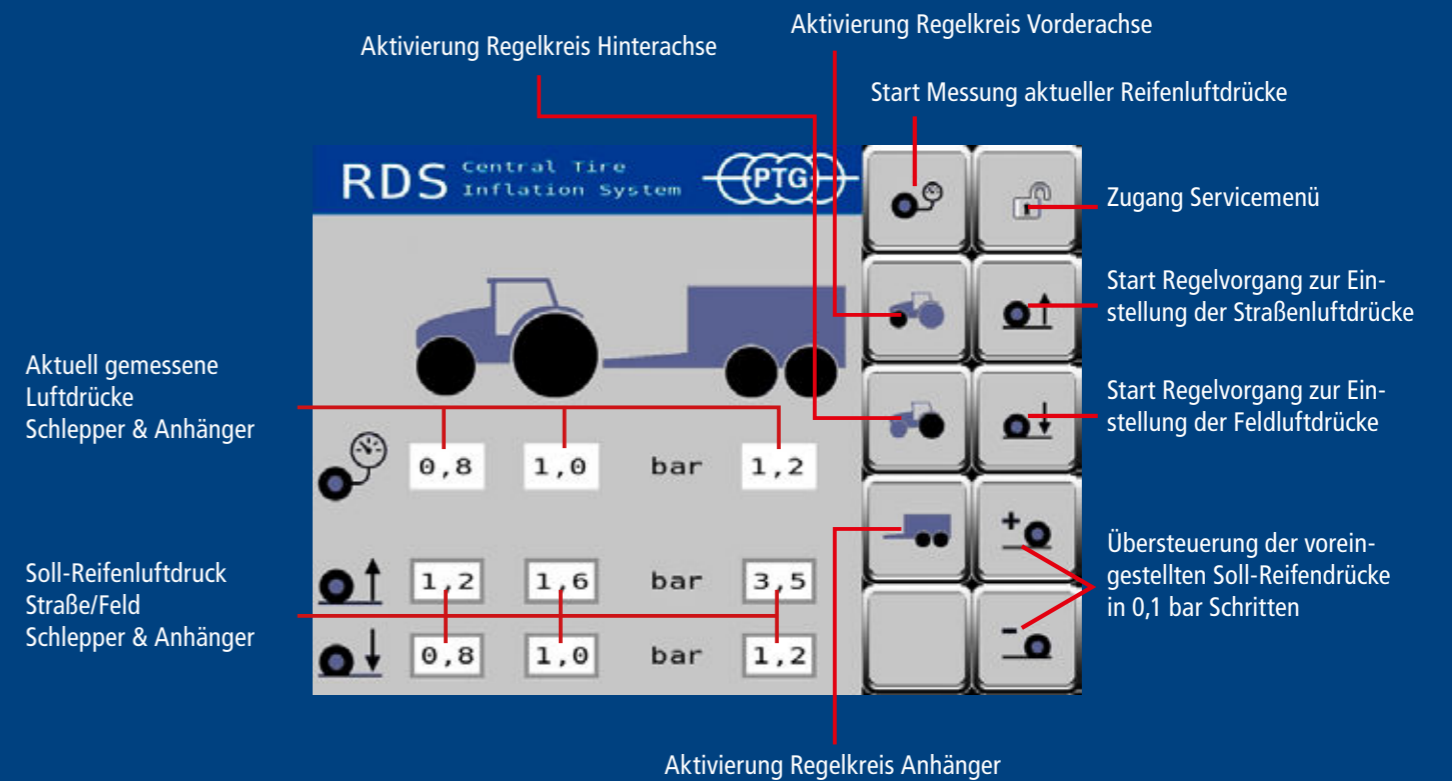 Aktivierung Regelkreis Vorderachse
Aktivierung Regelkreis Hinterachse
Start Messung aktueller Reifenluftdrücke
RDS Central Tire
Inflation System
PTG
Zugang Servicemenü
Start Regelvorgang zur Ein-
stellung der Straßenluftdrücke
Aktuell gemessene
Luftdrücke
Schlepper & Anhänger
Start Regelvorgang zur Ein-
stellung der Feldluftdrücke
0,8 1,0 bar 1,2
Soll-Reifenluftdruck
Straße/Feld
Schlepper & Anhänger
1,2 1,6 bar 3,5
0,8 1,0 bar 1,2
+
-
Übersteuerung der vorein-
gestellten Soll-Reifendrücke
in 0,1 bar Schritten
Aktivierung Regelkreis Anhänger